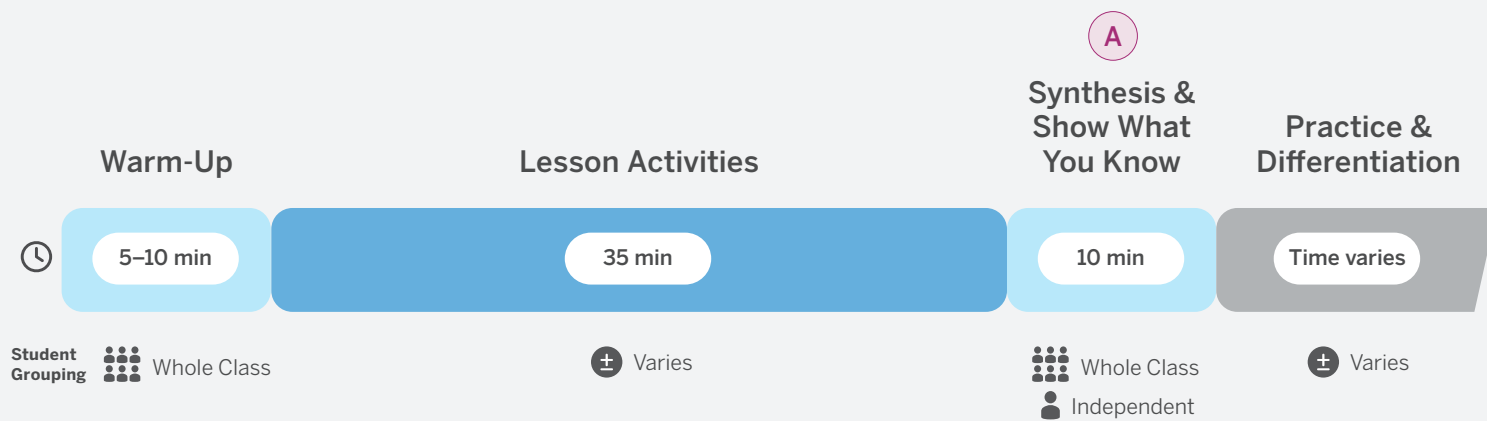 A
Synthesis &
Show What
You Know
Warm-Up
Lesson Activities
Practice &
Differentiation
5–10 min
35 min
10 min
Time varies
Student
Grouping
Whole Class
± Varies
Whole Class
± Varies
Independent